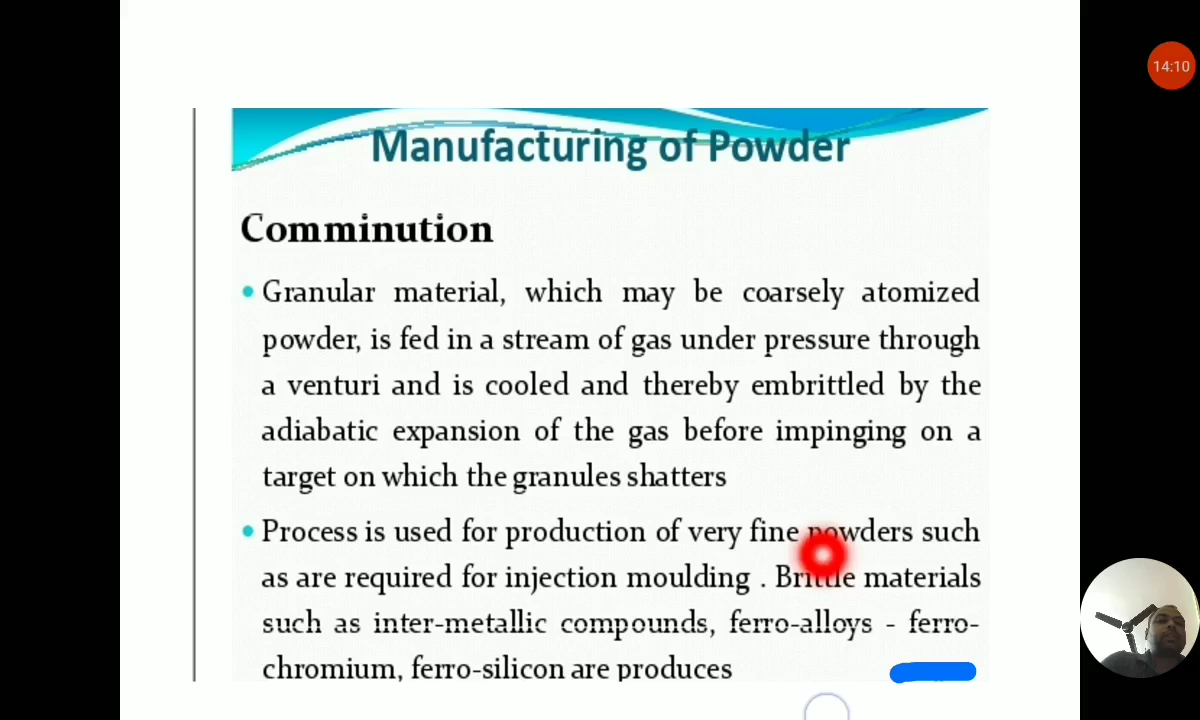 14:10
Manufacturing of Powder
Comminution
• Granular material, which may be coarsely atomized
powder, is fed in a stream of gas under pressure through
a venturi and is cooled and thereby embrittled by the
adiabatic expansion of the gas before impinging on a
target on which the granules shatters
• Process is used for production of very fine powders such
as are required for injection moulding . Brittle materials
such as inter-metallic compounds, ferro-alloys - ferro-
chromium, ferro-silicon are produces